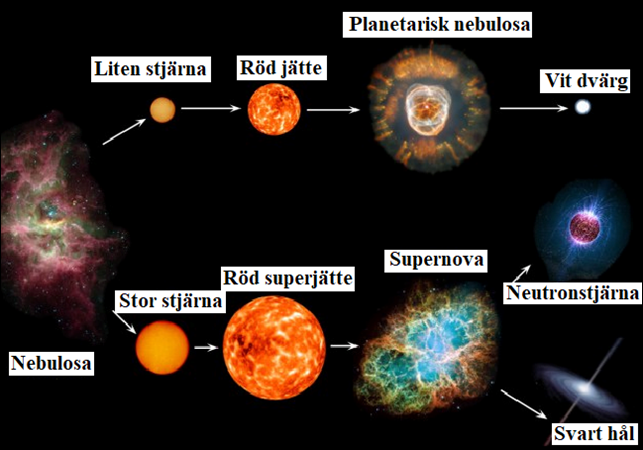 Planetarisk nebulosa
Liten stjärna
Röd jätte
Vit dvärg
Nebulosa
Stor stjärna
Röd superjätte
Supernova
Neutronstjärna
Svart hål